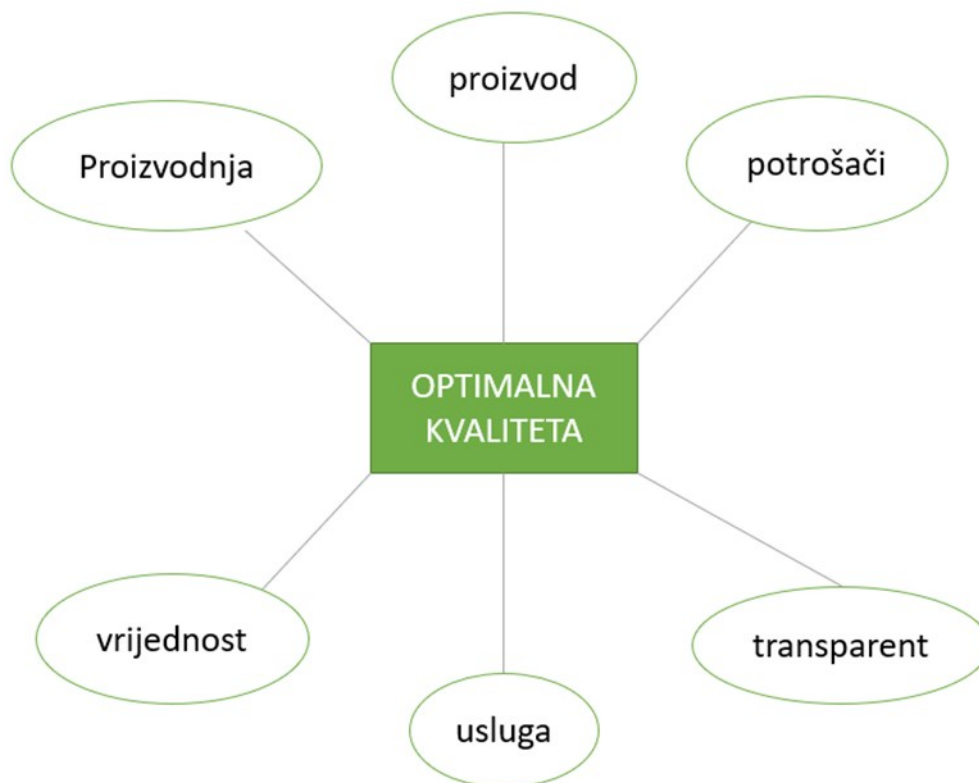 proizvod
Proizvodnja
potrošači
OPTIMALNA
KVALITETA
vrijednost
transparent
usluga